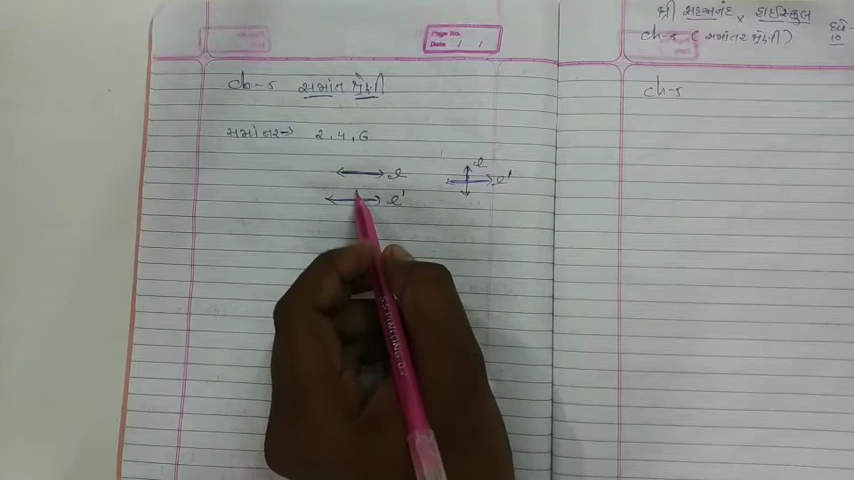 Page No.
Date / /
ch-5 સમાંત શ્રેણી
સમાંતર → 2, 4, 6
l
l'
l
l'
શ્રી સહજાનંદ હાઈસ્કુલ
ch-5 (સમાંતર શ્રેણી)
10
ch-5